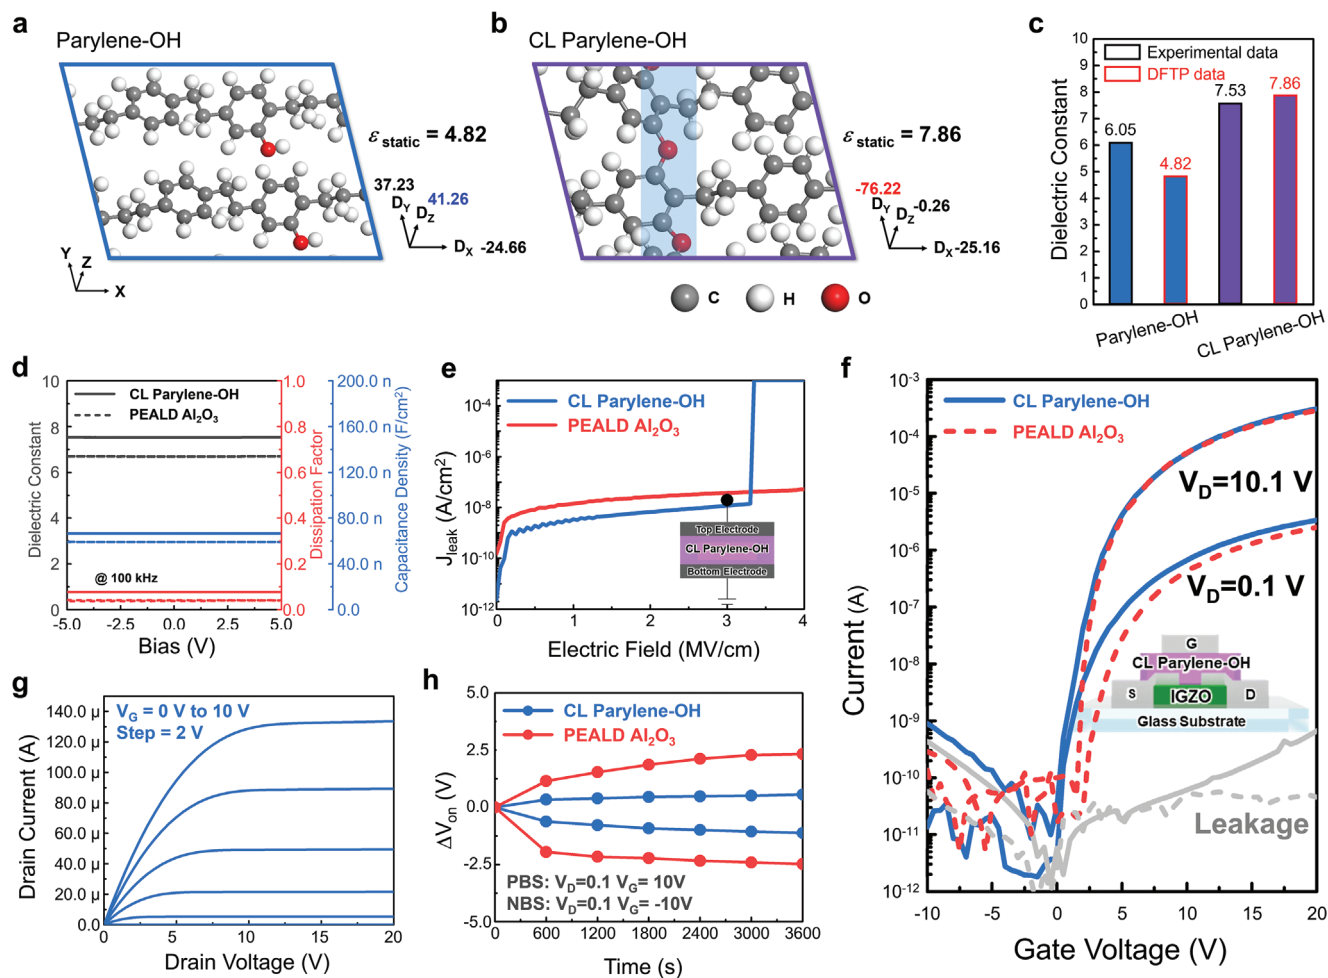 a
Parylene-OH
ε static = 4.82
37.23
41.26
DY
DZ
DX -24.66
Y
Z
X
b
CL Parylene-OH
ε static = 7.86
-76.22
DY
DZ -0.26
DX -25.16
C
H
O
c
Dielectric Constant
10
9
8
7
6
5
4
3
2
1
0
Experimental data
DFTP data
6.05
4.82
7.53
7.86
Parylene-OH
CL Parylene-OH
d
Dielectric Constant
10
8
6
4
2
0
CL Parylene-OH
PEALD Al2O3
@ 100 kHz
-5.0
-2.5
0.0
2.5
5.0
Bias (V)
1.0
0.8
0.6
0.4
0.2
0.0
Dissipation Factor
200.0 n
160.0 n
120.0 n
80.0 n
40.0 n
0.0
Capacitance Density (F/cm²)
e
Jleak (A/cm²)
10-4
10-6
10-8
10-10
10-12
CL Parylene-OH
PEALD Al2O3
Top Electrode
CL Parylene-OH
Bottom Electrode
0
1
2
3
4
Electric Field (MV/cm)
f
Current (A)
10-3
10-4
10-5
10-6
10-7
10-8
10-9
10-10
10-11
10-12
CL Parylene-OH
PEALD Al2O3
VD=10.1 V
VD=0.1 V
G
CL Parylene-OH
S
IGZO
D
Glass Substrate
Leakage
-10
-5
0
5
10
15
20
Gate Voltage (V)
g
Drain Current (A)
140.0 µ
120.0 µ
100.0 µ
80.0 µ
60.0 µ
40.0 µ
20.0 µ
0.0
VG = 0 V to 10 V
Step = 2 V
0
5
10
15
20
Drain Voltage (V)
h
ΔVon (V)
5.0
2.5
0.0
-2.5
-5.0
CL Parylene-OH
PEALD Al2O3
PBS: VD=0.1 VG= 10V
NBS: VD=0.1 VG= -10V
0
600
1200
1800
2400
3000
3600
Time (s)